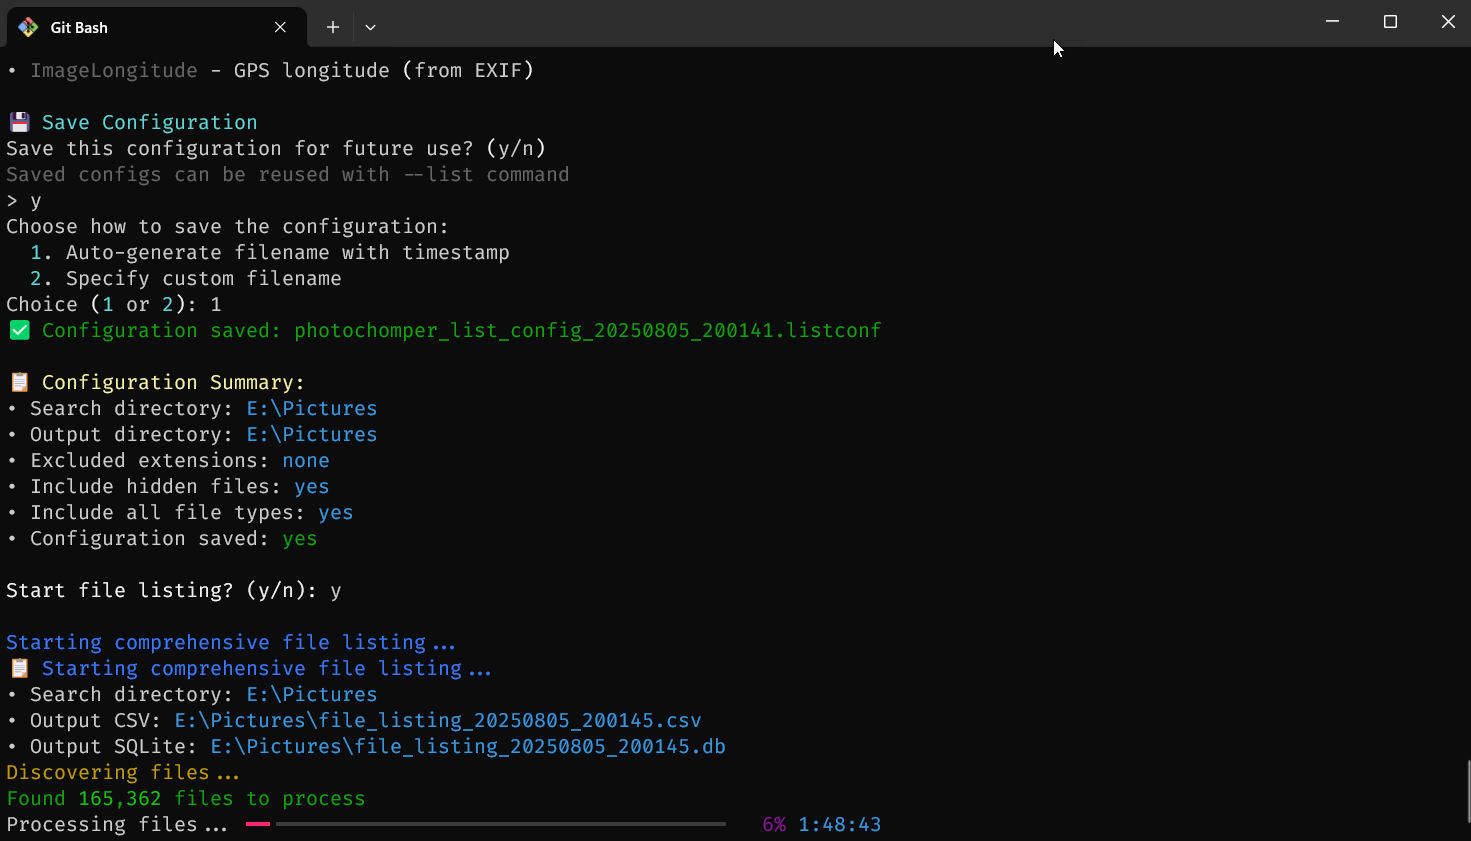 Git Bash
• ImageLongitude - GPS longitude (from EXIF)
💾 Save Configuration
Save this configuration for future use? (y/n)
Saved configs can be reused with --list command
> y
Choose how to save the configuration:
1. Auto-generate filename with timestamp
2. Specify custom filename
Choice (1 or 2): 1
✅ Configuration saved: photochomper_list_config_20250805_200141.listconf
📋 Configuration Summary:
• Search directory: E:\Pictures
• Output directory: E:\Pictures
• Excluded extensions: none
• Include hidden files: yes
• Include all file types: yes
• Configuration saved: yes
Start file listing? (y/n): y
Starting comprehensive file listing...
📋 Starting comprehensive file listing...
• Search directory: E:\Pictures
• Output CSV: E:\Pictures\file_listing_20250805_200145.csv
• Output SQLite: E:\Pictures\file_listing_20250805_200145.db
Discovering files...
Found 165,362 files to process
Processing files... 6% 1:48:43